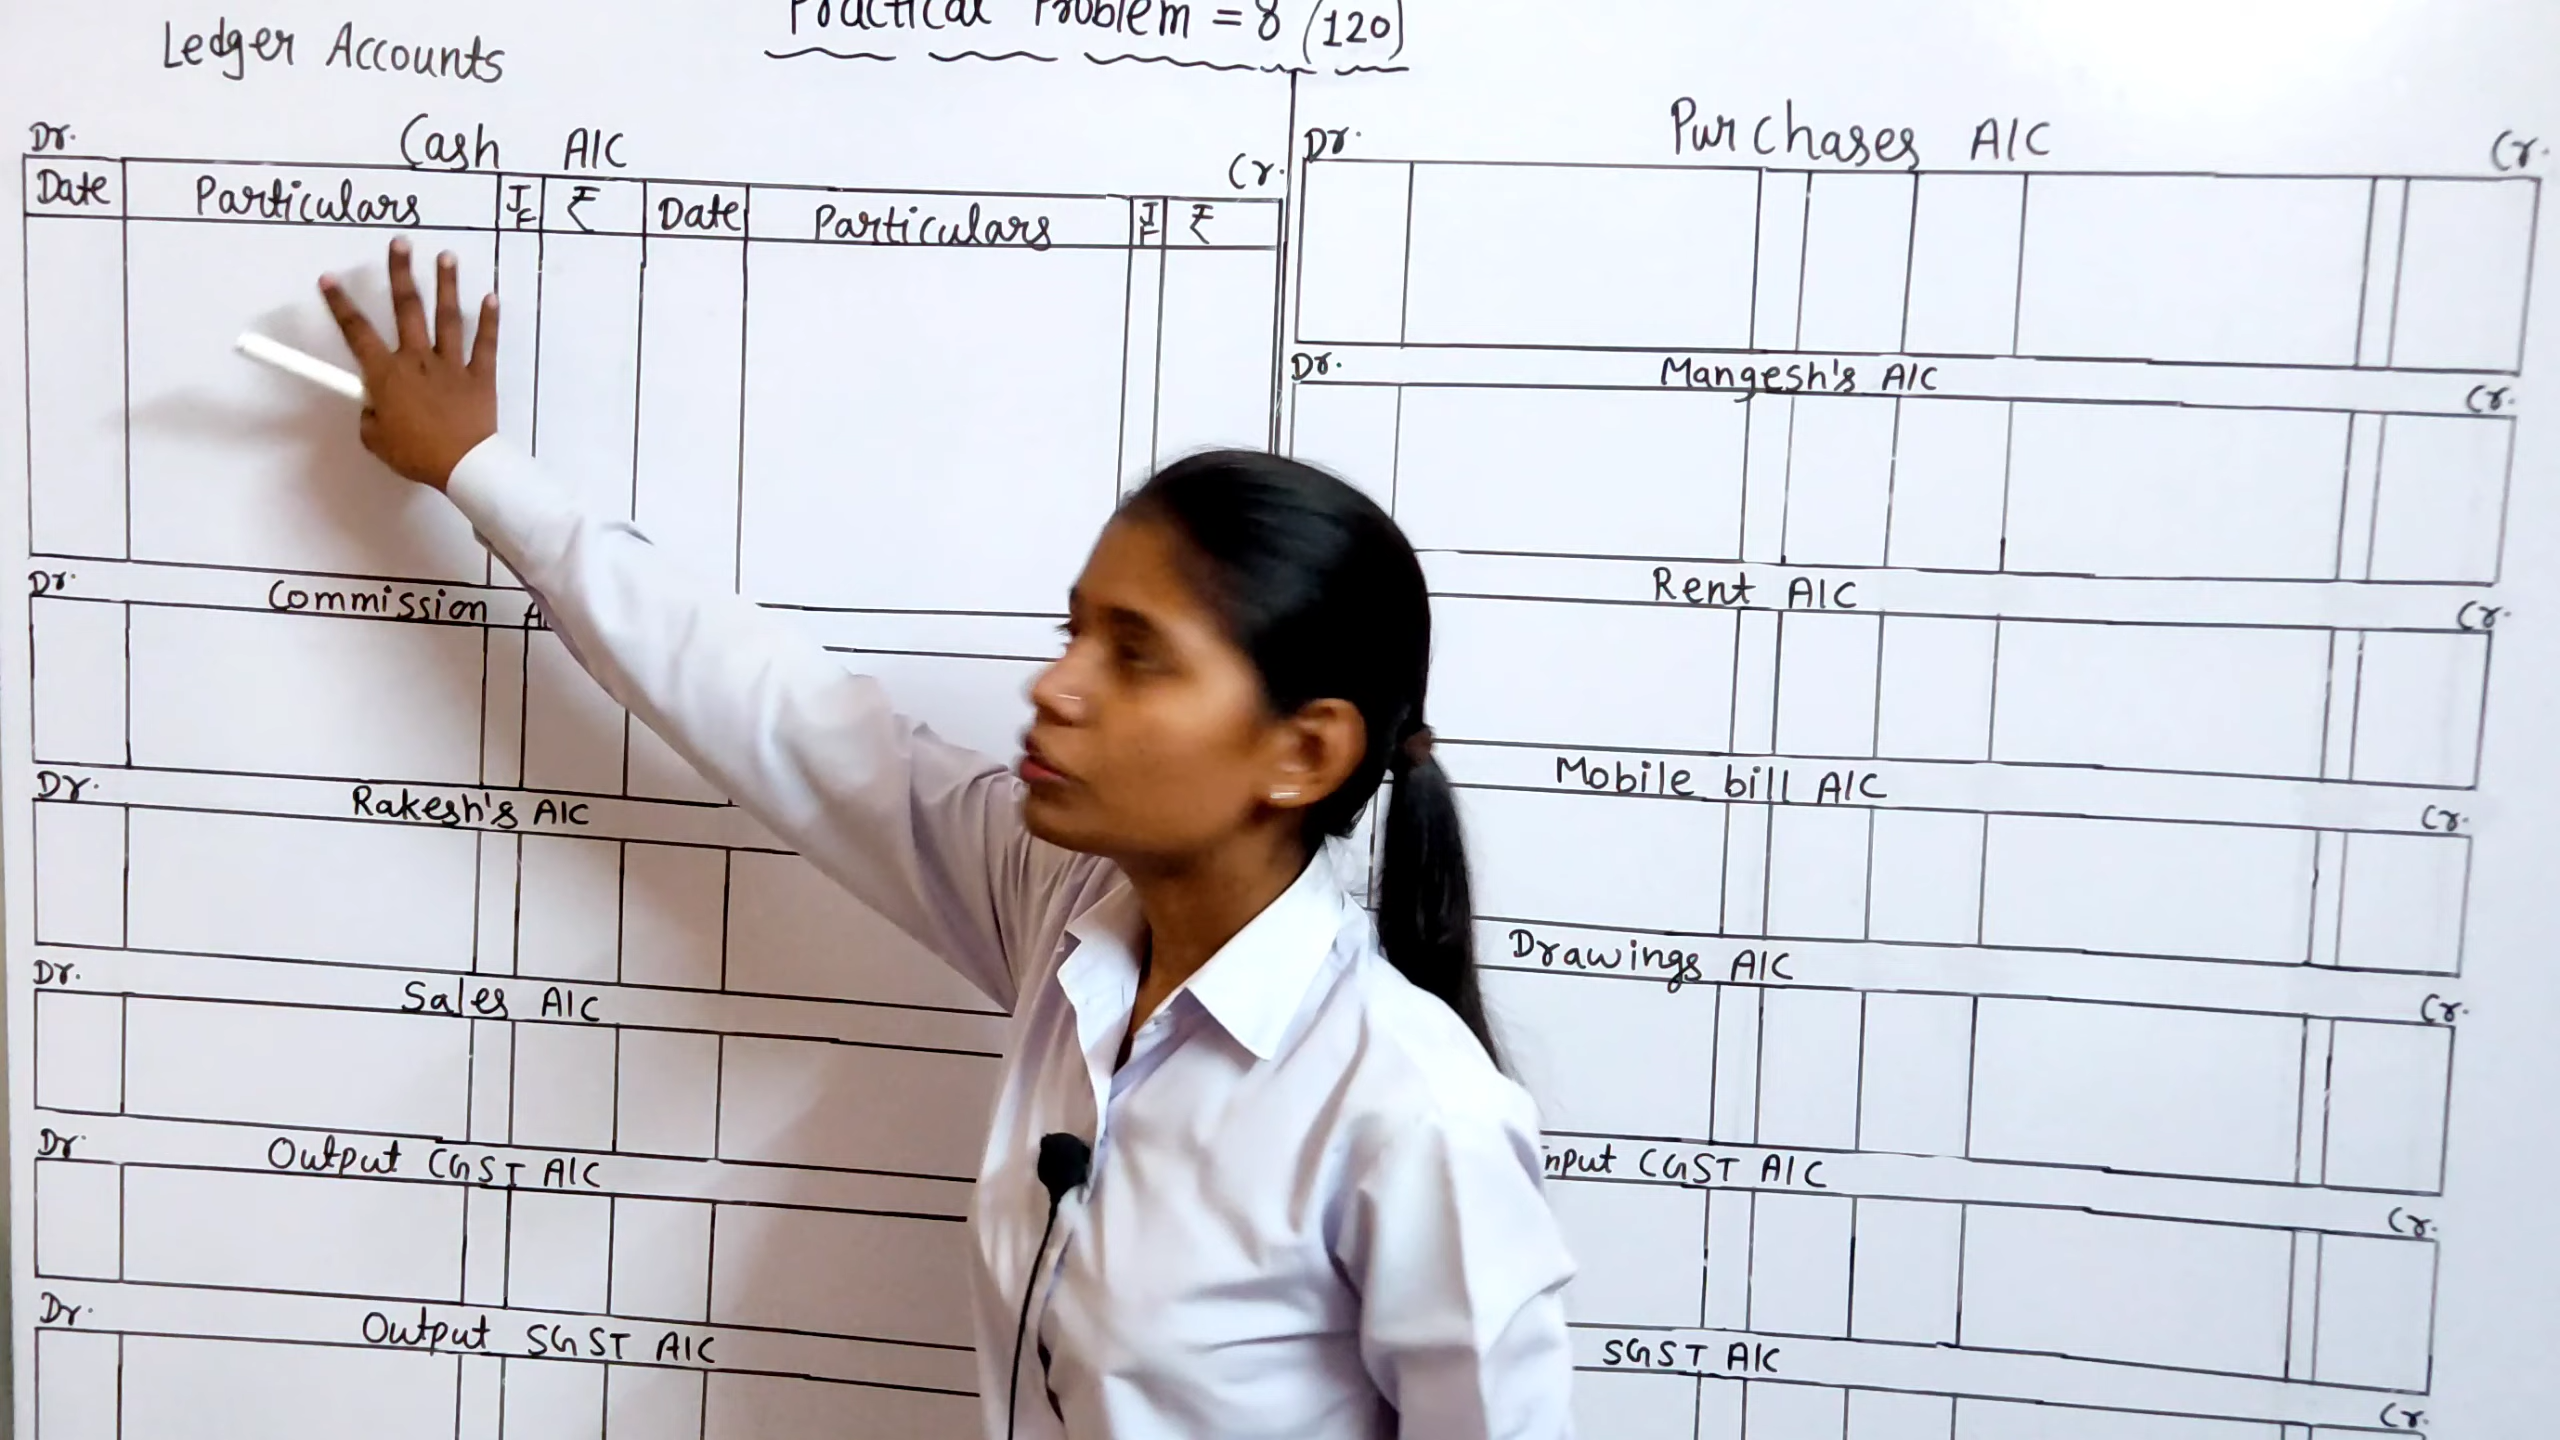 Practical Problem = 8 (120)
Ledger Accounts
Dr. Cash A/C Cr.
Date Particulars J.F ₹ Date Particulars J.F ₹
Dr. Commission
Dr. Rakesh's A/C
Dr. Sales A/C
Dr. Output CGST A/C
Dr. Output SGST A/C
Dr. Purchases A/C Cr.
Dr. Mangesh's A/C Cr.
Rent A/C Cr.
Mobile bill A/C Cr.
Drawings A/C Cr.
Input CGST A/C Cr.
SGST A/C Cr.